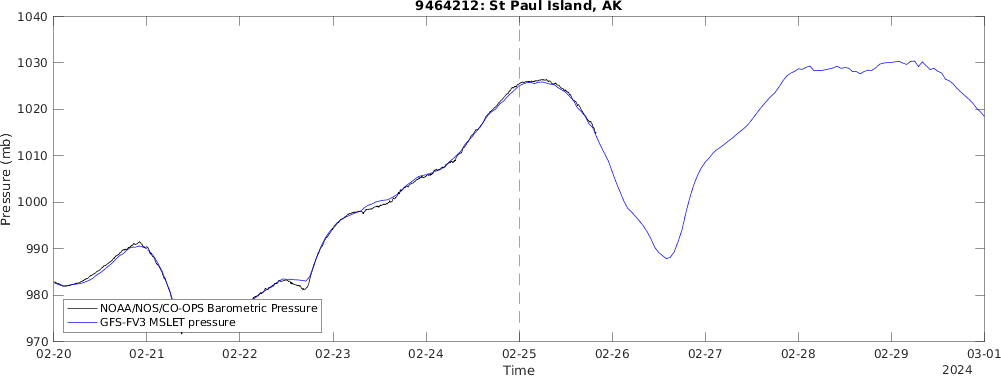 9464212: St Paul Island, AK
Pressure (mb)
1040
1030
1020
1010
1000
990
980
970
NOAA/NOS/CO-OPS Barometric Pressure
GFS-FV3 MSLET pressure
02-20 02-21 02-22 02-23 02-24 02-25 02-26 02-27 02-28 02-29 03-01
Time
2024